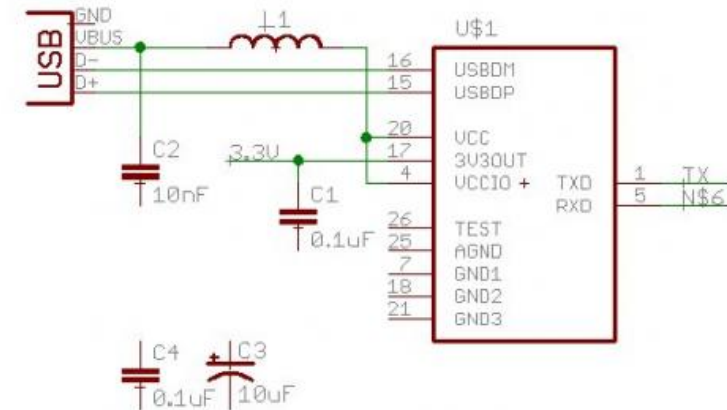 GND
VBUS
D-
D+
USB
L1
U$1
16 USBDM
15 USBDP
20 VCC
3.3V
17 3V3OUT
4 VCCIO +
TXD 1 TX
RXD 5 N$6
C2
10nF
C1
0.1uF
26 TEST
25 AGND
7 GND1
18 GND2
21 GND3
C4
0.1uF
+ C3
10uF